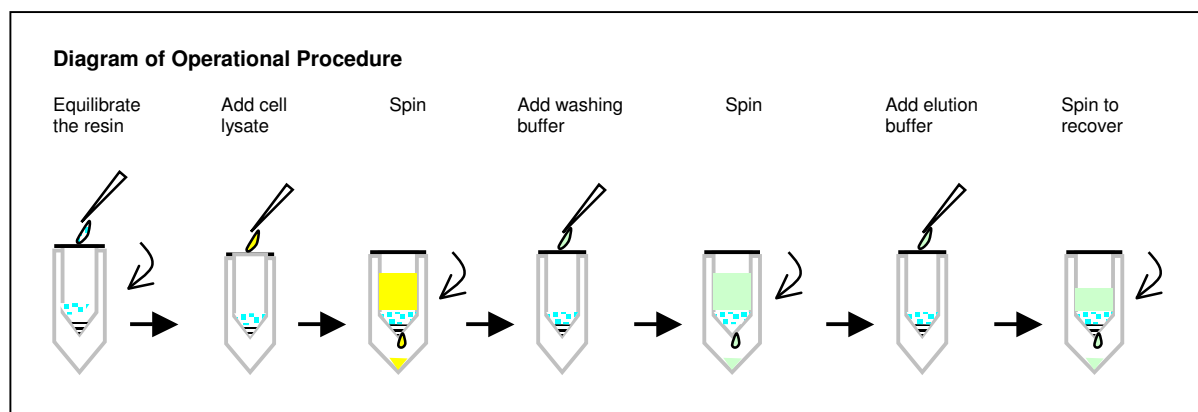 Diagram of Operational Procedure
Equilibrate
the resin
Add cell
lysate
Spin
Add washing
buffer
Spin
Add elution
buffer
Spin to
recover